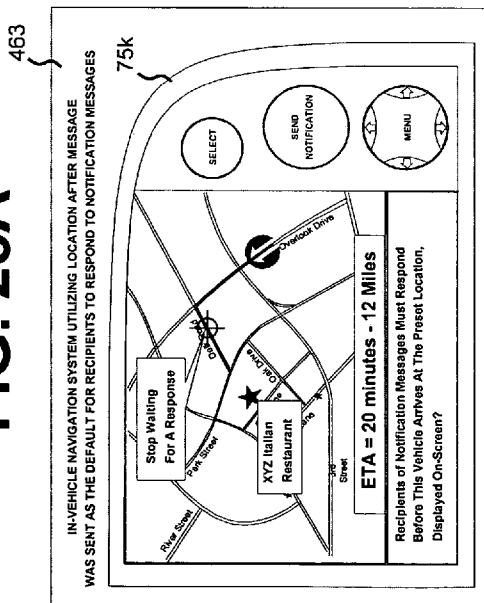 463
IN-VEHICLE NAVIGATION SYSTEM UTILIZING LOCATION AFTER MESSAGE
WAS SENT AS THE DEFAULT FOR RECIPIENTS TO RESPOND TO NOTIFICATION MESSAGES
75k
SELECT
SEND
NOTIFICATION
MENU
Stop Waiting
For A Response
Park Street
River Street
Oak Drive
Overlook Drive
XYZ Italian
Restaurant
3rd
Street
ETA = 20 minutes - 12 Miles
Recipients of Notification Messages Must Respond
Before This Vehicle Arrives At The Preset Location,
Displayed On-Screen?